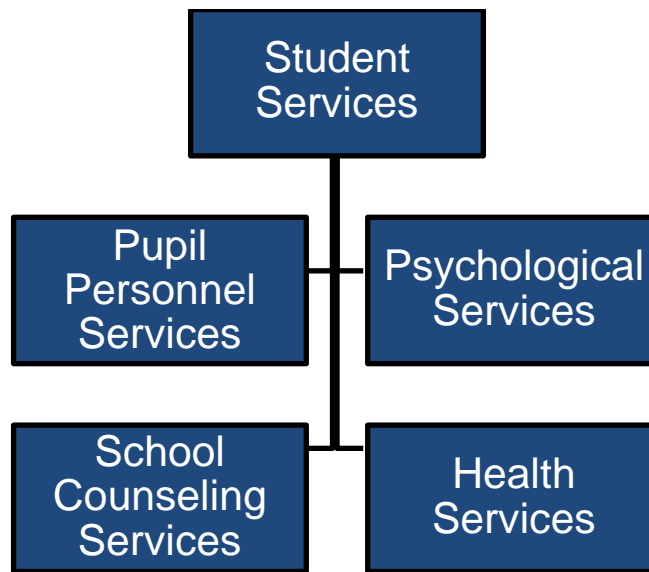 Student
Services
Pupil
Personnel
Services
Psychological
Services
School
Counseling
Services
Health
Services